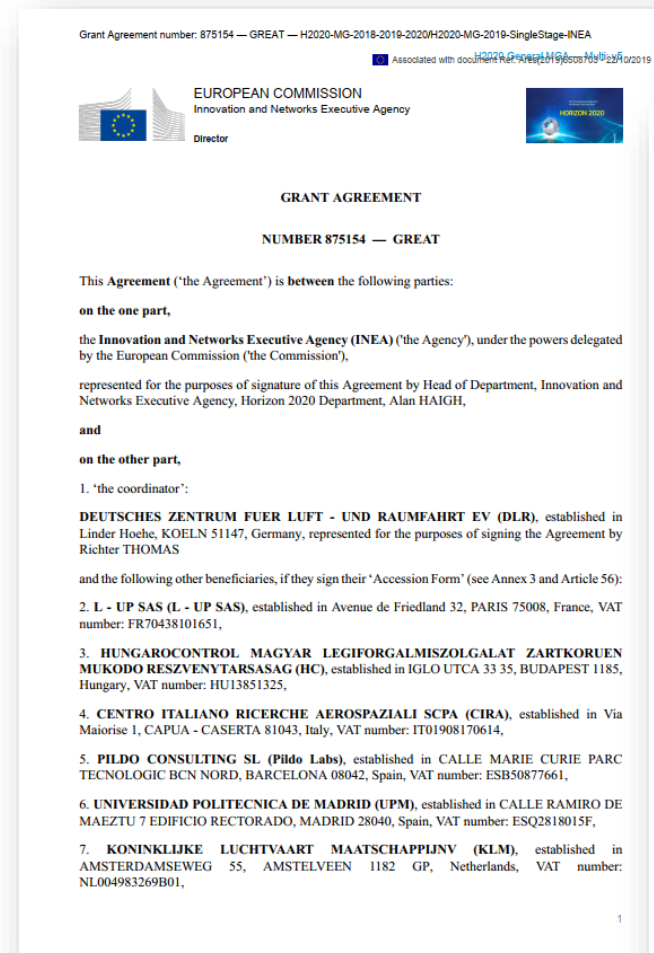 Grant Agreement number: 875154 — GREAT — H2020-MG-2018-2019-2020/H2020-MG-2019-SingleStage-INEA
H2020 General MGA — Multi: v5
Associated with document Ref. Ares(2019)6508703 - 22/10/2019
EUROPEAN COMMISSION
Innovation and Networks Executive Agency
Director
HORIZON 2020
GRANT AGREEMENT
NUMBER 875154 — GREAT
This Agreement (‘the Agreement’) is between the following parties:
on the one part,
the Innovation and Networks Executive Agency (INEA) ('the Agency'), under the powers delegated
by the European Commission ('the Commission'),
represented for the purposes of signature of this Agreement by Head of Department, Innovation and
Networks Executive Agency, Horizon 2020 Department, Alan HAIGH,
and
on the other part,
1. ‘the coordinator’:
DEUTSCHES ZENTRUM FUER LUFT - UND RAUMFAHRT EV (DLR), established in
Linder Hoehe, KOELN 51147, Germany, represented for the purposes of signing the Agreement by
Richter THOMAS
and the following other beneficiaries, if they sign their ‘Accession Form’ (see Annex 3 and Article 56):
2. L - UP SAS (L - UP SAS), established in Avenue de Friedland 32, PARIS 75008, France, VAT
number: FR70438101651,
3. HUNGAROCONTROL MAGYAR LEGIFORGALMISZOLGALAT ZARTKORUEN
MUKODO RESZVENYTARSASAG (HC), established in IGLO UTCA 33 35, BUDAPEST 1185,
Hungary, VAT number: HU13851325,
4. CENTRO ITALIANO RICERCHE AEROSPAZIALI SCPA (CIRA), established in Via
Maiorise 1, CAPUA - CASERTA 81043, Italy, VAT number: IT01908170614,
5. PILDO CONSULTING SL (Pildo Labs), established in CALLE MARIE CURIE PARC
TECNOLOGIC BCN NORD, BARCELONA 08042, Spain, VAT number: ESB50877661,
6. UNIVERSIDAD POLITECNICA DE MADRID (UPM), established in CALLE RAMIRO DE
MAEZTU 7 EDIFICIO RECTORADO, MADRID 28040, Spain, VAT number: ESQ2818015F,
7. KONINKLIJKE LUCHTVAART MAATSCHAPPIJNV (KLM), established in
AMSTERDAMSEWEG 55, AMSTELVEEN 1182 GP, Netherlands, VAT number:
NL004983269B01,
1